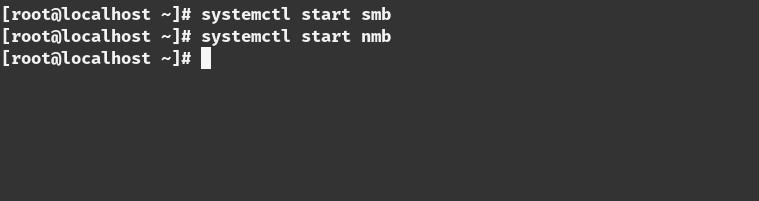 [root@localhost ~]# systemctl start smb
[root@localhost ~]# systemctl start nmb
[root@localhost ~]#